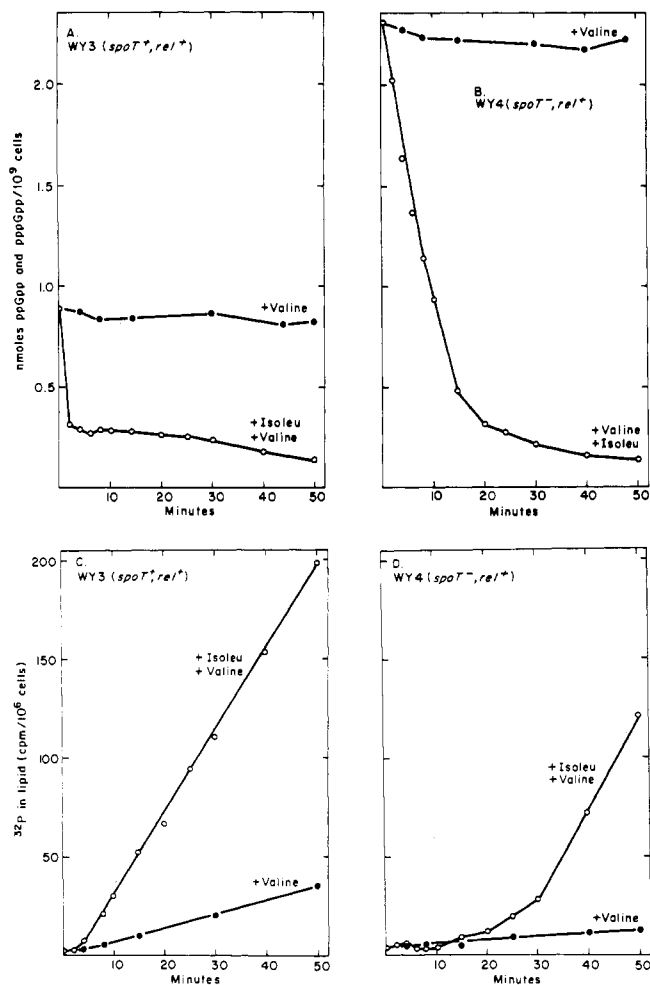 A.
WY3 (spoT+, rel+)
+Valine
+Isoleu
+Valine
nmoles ppGpp and pppGpp/10⁹ cells
2.0
1.5
1.0
0.5
10 20 30 40 50
Minutes
+Valine
B.
WY4 (spoT−, rel+)
+Valine
+Isoleu
10 20 30 40 50
Minutes
C.
WY3 (spoT+, rel+)
+Isoleu
+Valine
+Valine
³²P in lipid (cpm/10⁶ cells)
200
150
100
50
10 20 30 40 50
Minutes
D.
WY4 (spoT−, rel+)
+Isoleu
+Valine
+Valine
10 20 30 40 50
Minutes